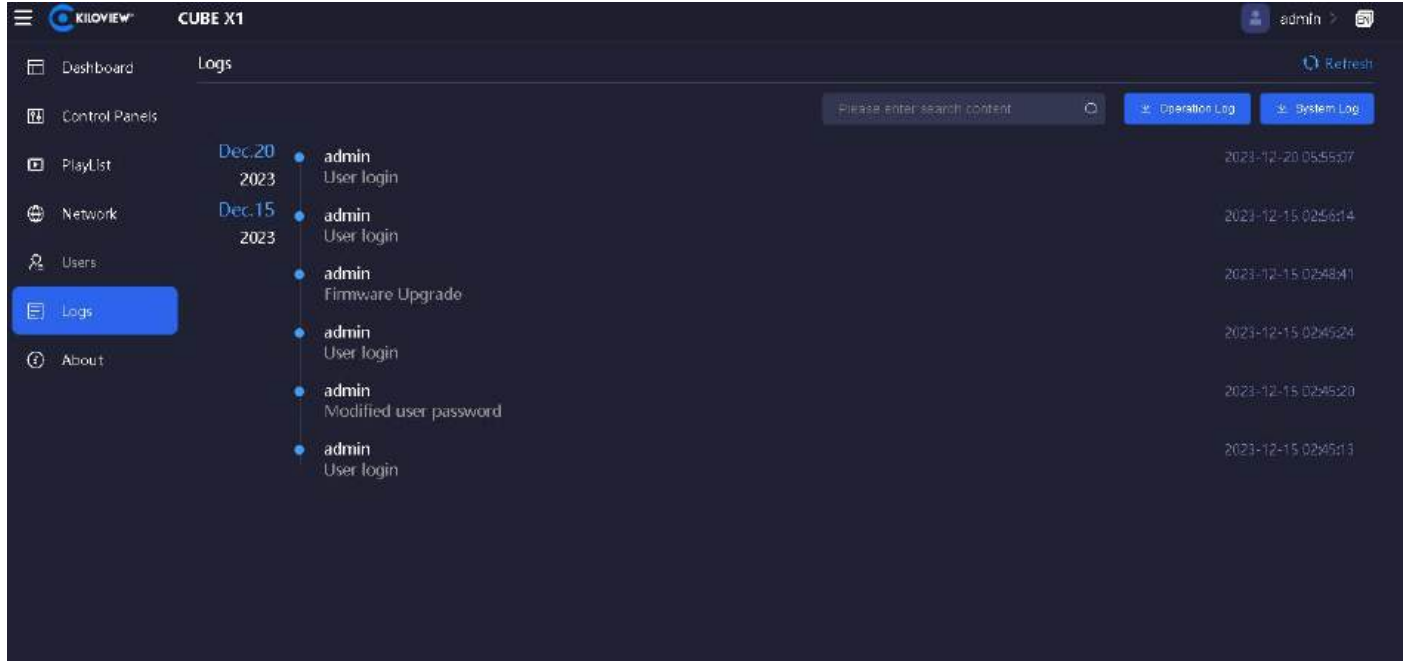 KILOVIEW CUBE X1
admin > EN
Dashboard
Control Panels
PlayList
Network
Users
Logs
About
Logs
Refresh
Please enter search content
Operation Log
System Log
Dec.20
2023
admin
User login
2023-12-20 05:55:07
Dec.15
2023
admin
User login
2023-12-15 02:56:14
admin
Firmware Upgrade
2023-12-15 02:48:41
admin
User login
2023-12-15 02:45:24
admin
Modified user password
2023-12-15 02:45:20
admin
User login
2023-12-15 02:45:13